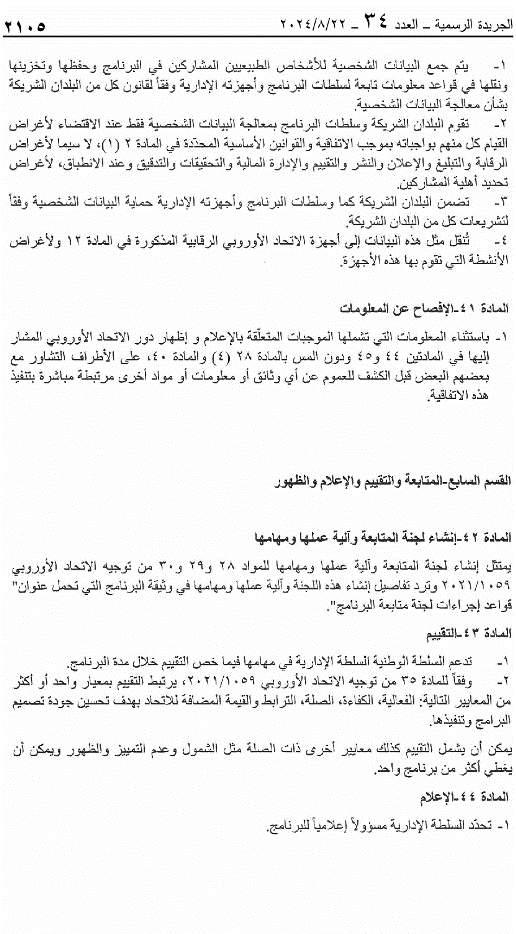 الجريدة الرسمية ــ العدد ٣٤ ــ ٢٠٢٤/٨/٢٢
٢١٠٥
١- يتم جمع البيانات الشخصية للأشخاص الطبيعيين المشاركين في البرنامج وحفظها وتخزينها
ونقلها في قواعد معلومات تابعة لسلطات البرنامج وأجهزته الإدارية وفقاً لقانون كل من البلدان الشريكة
بشأن معالجة البيانات الشخصية.
٢- تقوم البلدان الشريكة وسلطات البرنامج بمعالجة البيانات الشخصية فقط عند الاقتضاء لأغراض
القيام كل منهم بواجباته بموجب الاتفاقية والقوانين الأساسية المحدّدة في المادة ٢ (١)، لا سيما لأغراض
الرقابة والتبليغ والإعلان والنشر والتقييم والإدارة المالية والتحقيقات والتدقيق وعند الانطباق، لأغراض
تحديد أهلية المشاركين.
٣- تضمن البلدان الشريكة كما وسلطات البرنامج وأجهزته الإدارية حماية البيانات الشخصية وفقاً
لتشريعات كل من البلدان الشريكة.
٤- تُنقل مثل هذه البيانات إلى أجهزة الاتحاد الأوروبي الرقابية المذكورة في المادة ١٢ ولأغراض
الأنشطة التي تقوم بها هذه الأجهزة.
المادة ٤١-الإفصاح عن المعلومات
١- باستثناء المعلومات التي تشملها الموجبات المتعلّقة بالإعلام و إظهار دور الاتحاد الأوروبي المشار
إليها في المادتين ٤٤ و٤٥ ودون المس بالمادة ٢٨ (٤) والمادة ٤٠، على الأطراف التشاور مع
بعضهم البعض قبل الكشف للعموم عن أي وثائق أو معلومات أو مواد أخرى مرتبطة مباشرة بتنفيذ
هذه الاتفاقية.
القسم السابع-المتابعة والتقييم والإعلام والظهور
المادة ٤٢-إنشاء لجنة المتابعة وآلية عملها ومهامها
يمتثل إنشاء لجنة المتابعة وآلية عملها ومهامها للمواد ٢٨ و٢٩ و٣٠ من توجيه الاتحاد الأوروبي
٢٠٢١/١٠٥٩ وترد تفاصيل إنشاء هذه اللجنة وآلية عملها ومهامها في وثيقة البرنامج التي تحمل عنوان"
قواعد إجراءات لجنة متابعة البرنامج".
المادة ٤٣-التقييم
١- تدعم السلطة الوطنية السلطة الإدارية في مهامها فيما خص التقييم خلال مدة البرنامج.
٢- وفقاً للمادة ٣٥ من توجيه الاتحاد الأوروبي ٢٠٢١/١٠٥٩، يرتبط التقييم بمعيار واحد أو أكثر
من المعايير التالية: الفعالية، الكفاءة، الصلة، الترابط والقيمة المضافة للاتحاد بهدف تحسين جودة تصميم
البرامج وتنفيذها.
يمكن أن يشمل التقييم كذلك معايير أخرى ذات الصلة مثل الشمول وعدم التمييز والظهور ويمكن أن
يغطي أكثر من برنامج واحد.
المادة ٤٤-الإعلام
١- تحدّد السلطة الإدارية مسؤولاً إعلامياً للبرنامج.